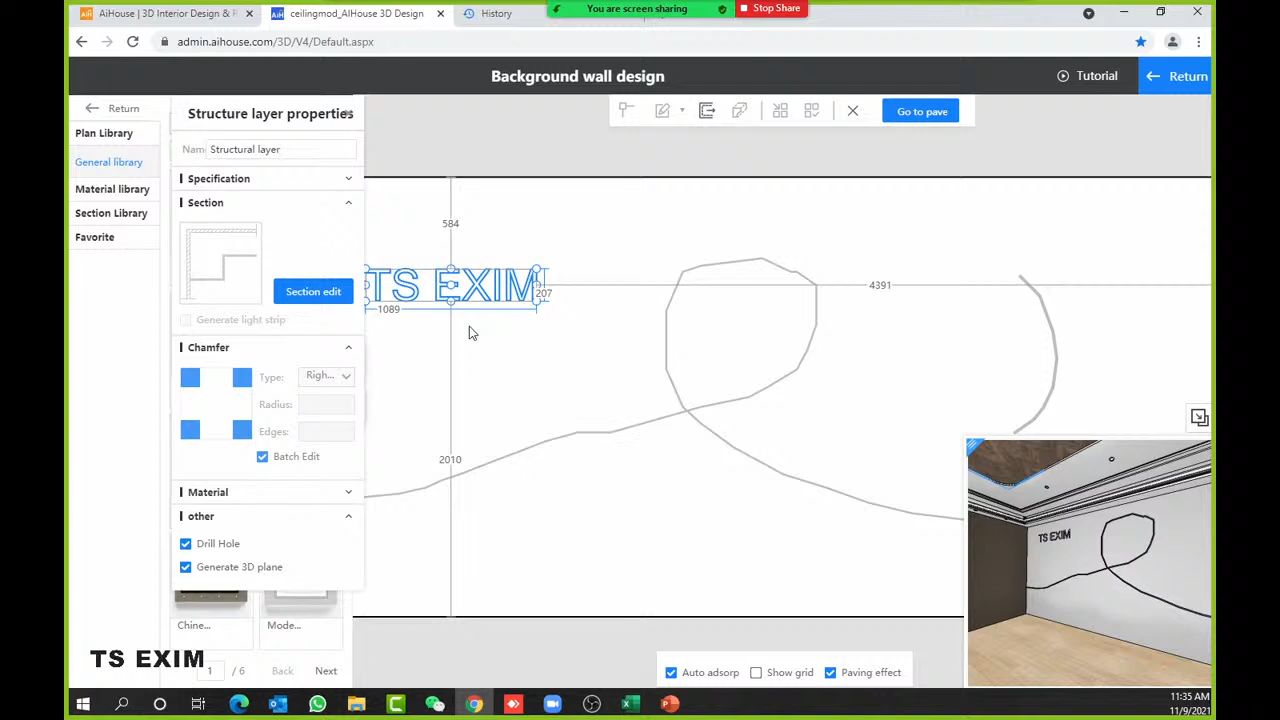 AiHouse | 3D Interior Design & F
ceilingmod_AIHouse 3D Design
History
You are screen sharing
Stop Share
admin.aihouse.com/3D/V4/Default.aspx
Background wall design
Tutorial
Return
Return
Plan Library
General library
Material library
Section Library
Favorite
Structure layer properties
Name
Structural layer
Specification
Section
Section edit
Generate light strip
Chamfer
Type:
Righ...
Radius:
Edges:
Batch Edit
Material
other
Drill Hole
Generate 3D plane
Chine...
Mode...
1 / 6
Back
Next
Go to pave
584
TS EXIM
207
1089
4391
2010
TS EXIM
Auto adsorp
Show grid
Paving effect
TS EXIM
11:35 AM
11/9/2021